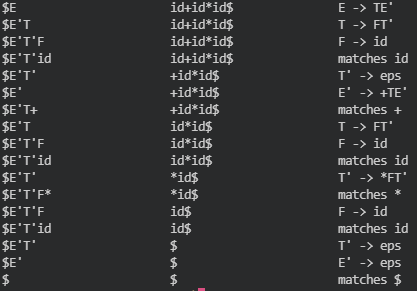 $E id+id*id$ E -> TE'
$E'T id+id*id$ T -> FT'
$E'T'F id+id*id$ F -> id
$E'T'id id+id*id$ matches id
$E'T' +id*id$ T' -> eps
$E' +id*id$ E' -> +TE'
$E'T+ +id*id$ matches +
$E'T id*id$ T -> FT'
$E'T'F id*id$ F -> id
$E'T'id id*id$ matches id
$E'T' *id$ T' -> *FT'
$E'T'F* *id$ matches *
$E'T'F id$ F -> id
$E'T'id id$ matches id
$E'T' $ T' -> eps
$E' $ E' -> eps
$ $ matches $